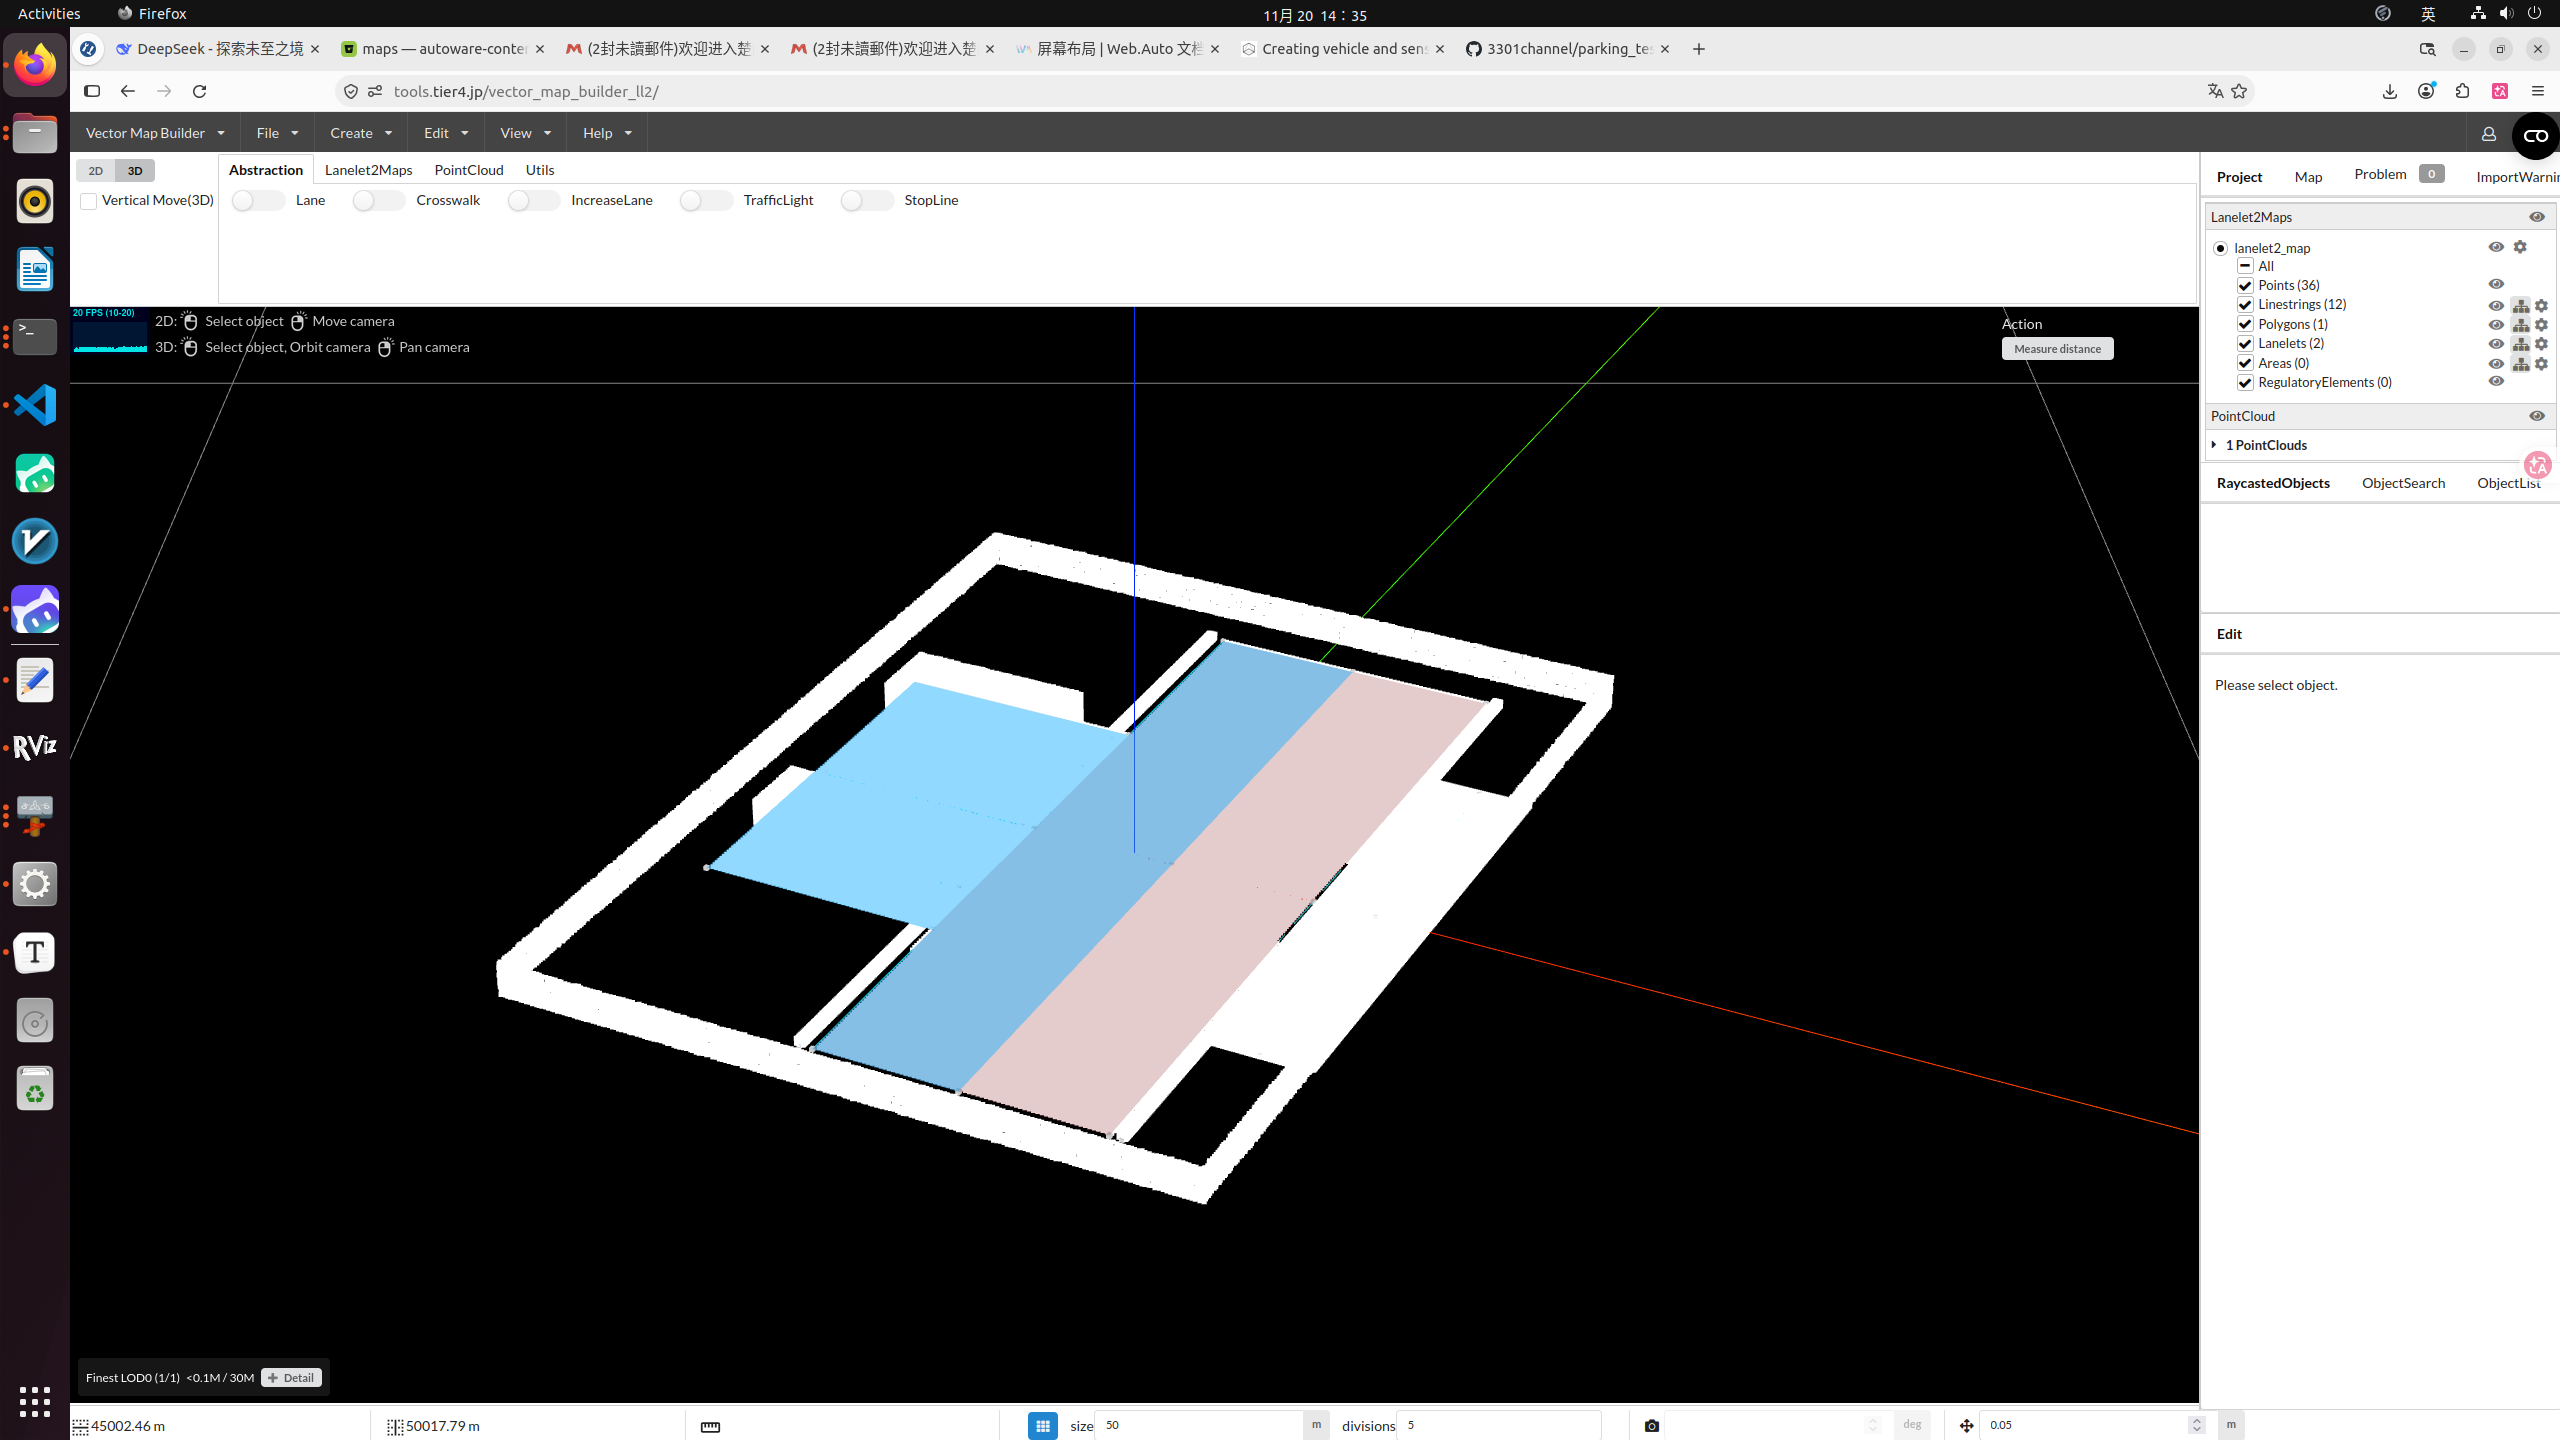 Activities Firefox 11月 20 14：35 英
DeepSeek - 探索未至之境 maps — autoware-conte (2封未讀郵件)欢迎进入楚 (2封未讀郵件)欢迎进入楚 屏幕布局 | Web.Auto 文档 Creating vehicle and sens 3301channel/parking_te
tools.tier4.jp/vector_map_builder_ll2/
Vector Map Builder File Create Edit View Help
2D 3D Abstraction Lanelet2Maps PointCloud Utils
Vertical Move(3D) Lane Crosswalk IncreaseLane TrafficLight StopLine
Project Map Problem 0 ImportWarnin
Lanelet2Maps
lanelet2_map
All
Points (36)
Linestrings (12)
Polygons (1)
Lanelets (2)
Areas (0)
RegulatoryElements (0)
PointCloud
1 PointClouds
RaycastedObjects ObjectSearch ObjectList
Edit
Please select object.
20 FPS (10-20)
2D: Select object Move camera
3D: Select object, Orbit camera Pan camera
Action
Measure distance
RViz
Finest LOD0 (1/1) <0.1M / 30M Detail
45002.46 m 50017.79 m size 50 m divisions 5 deg 0.05 m